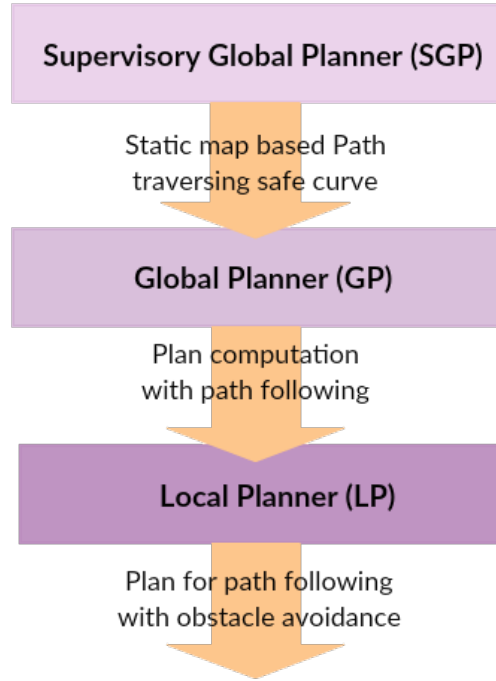 Supervisory Global Planner (SGP)
Static map based Path
traversing safe curve
Global Planner (GP)
Plan computation
with path following
Local Planner (LP)
Plan for path following
with obstacle avoidance